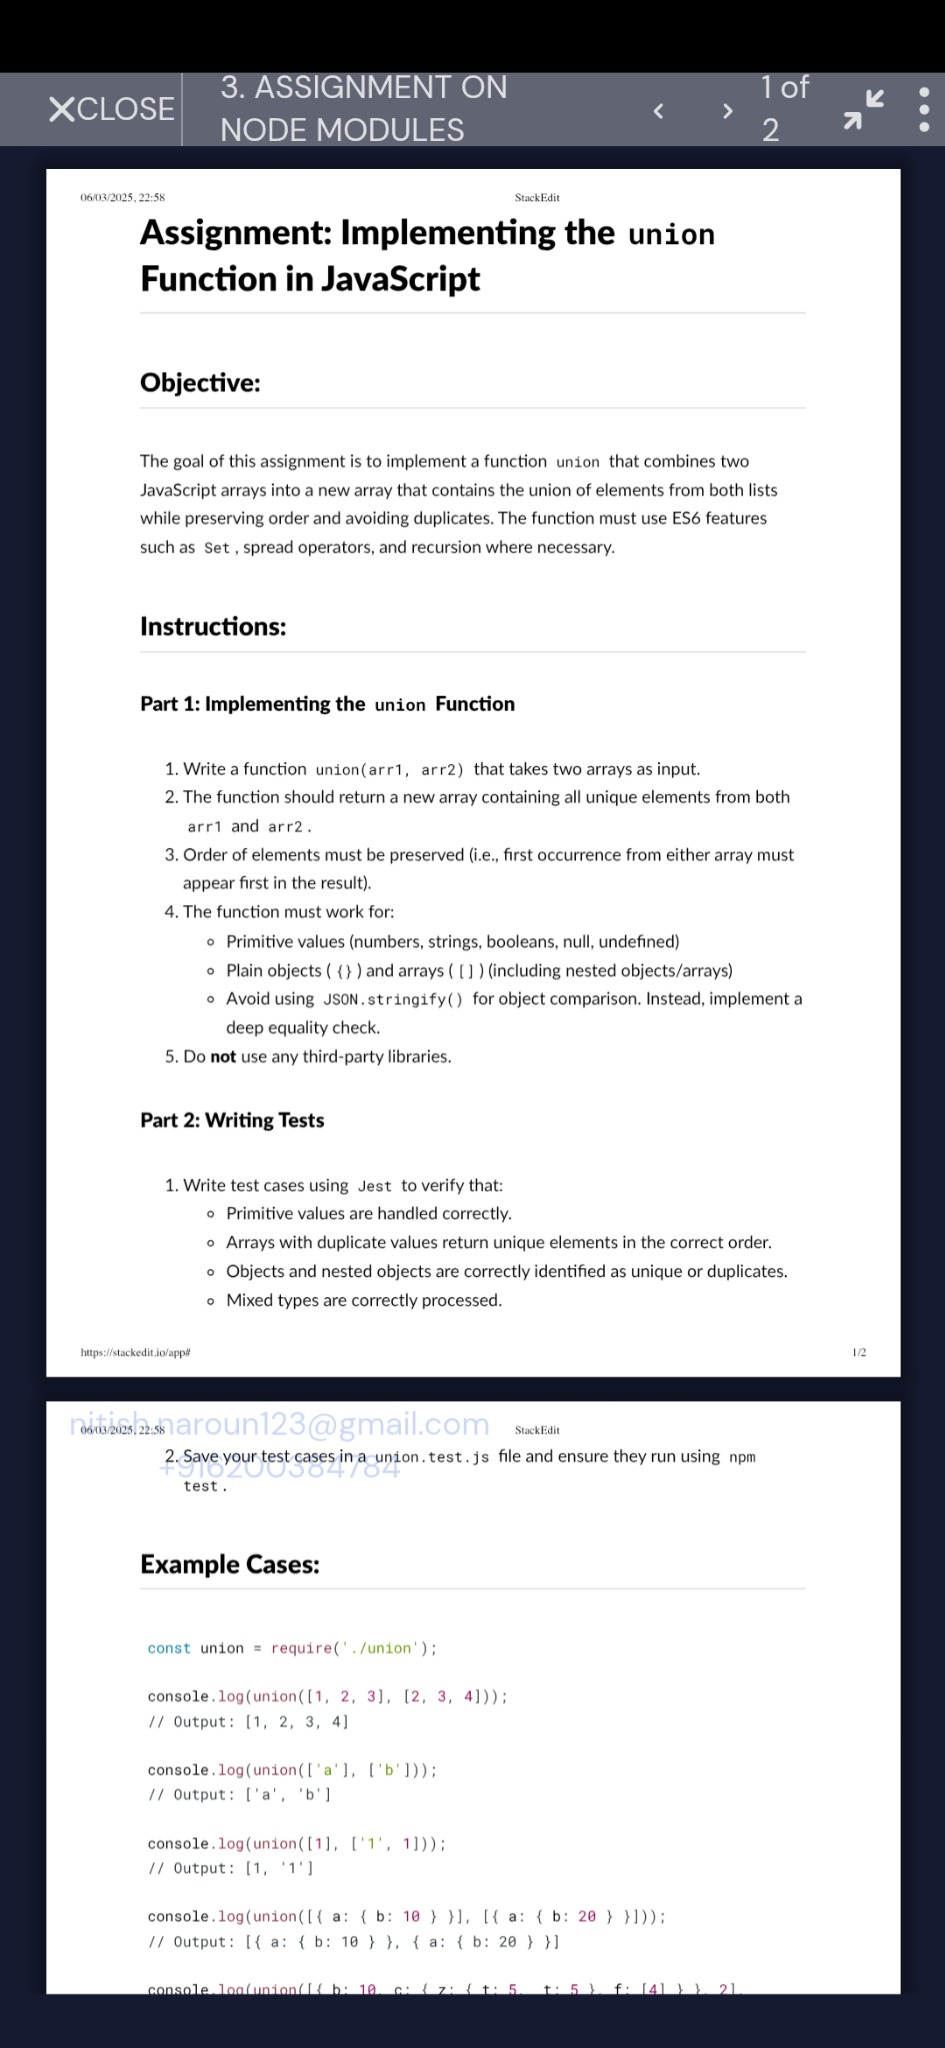 CLOSE
3. ASSIGNMENT ON
NODE MODULES
1 of
2
06/03/2025, 22:58
StackEdit
Assignment: Implementing the union
Function in JavaScript
Objective:
The goal of this assignment is to implement a function union that combines two
JavaScript arrays into a new array that contains the union of elements from both lists
while preserving order and avoiding duplicates. The function must use ES6 features
such as Set , spread operators, and recursion where necessary.
Instructions:
Part 1: Implementing the union Function
1. Write a function union(arr1, arr2) that takes two arrays as input.
2. The function should return a new array containing all unique elements from both
arr1 and arr2 .
3. Order of elements must be preserved (i.e., first occurrence from either array must
appear first in the result).
4. The function must work for:
Primitive values (numbers, strings, booleans, null, undefined)
Plain objects ( {} ) and arrays ( [] ) (including nested objects/arrays)
Avoid using JSON.stringify() for object comparison. Instead, implement a
deep equality check.
5. Do not use any third-party libraries.
Part 2: Writing Tests
1. Write test cases using Jest to verify that:
Primitive values are handled correctly.
Arrays with duplicate values return unique elements in the correct order.
Objects and nested objects are correctly identified as unique or duplicates.
Mixed types are correctly processed.
https://stackedit.io/app#
1/2
nitish.naroun123@gmail.com
06/03/2025, 22:58
StackEdit
+916200384784
2. Save your test cases in a union.test.js file and ensure they run using npm
test .
Example Cases:
const union = require('./union');
console.log(union([1, 2, 3], [2, 3, 4]));
// Output: [1, 2, 3, 4]
console.log(union(['a'], ['b']));
// Output: ['a', 'b']
console.log(union([1], ['1', 1]));
// Output: [1, '1']
console.log(union([{ a: { b: 10 } }], [{ a: { b: 20 } }]));
// Output: [{ a: { b: 10 } }, { a: { b: 20 } }]
console.log(union([{ b: 10, c: { z: { t: 5, t: 5 }, f: [4] } }, 2],